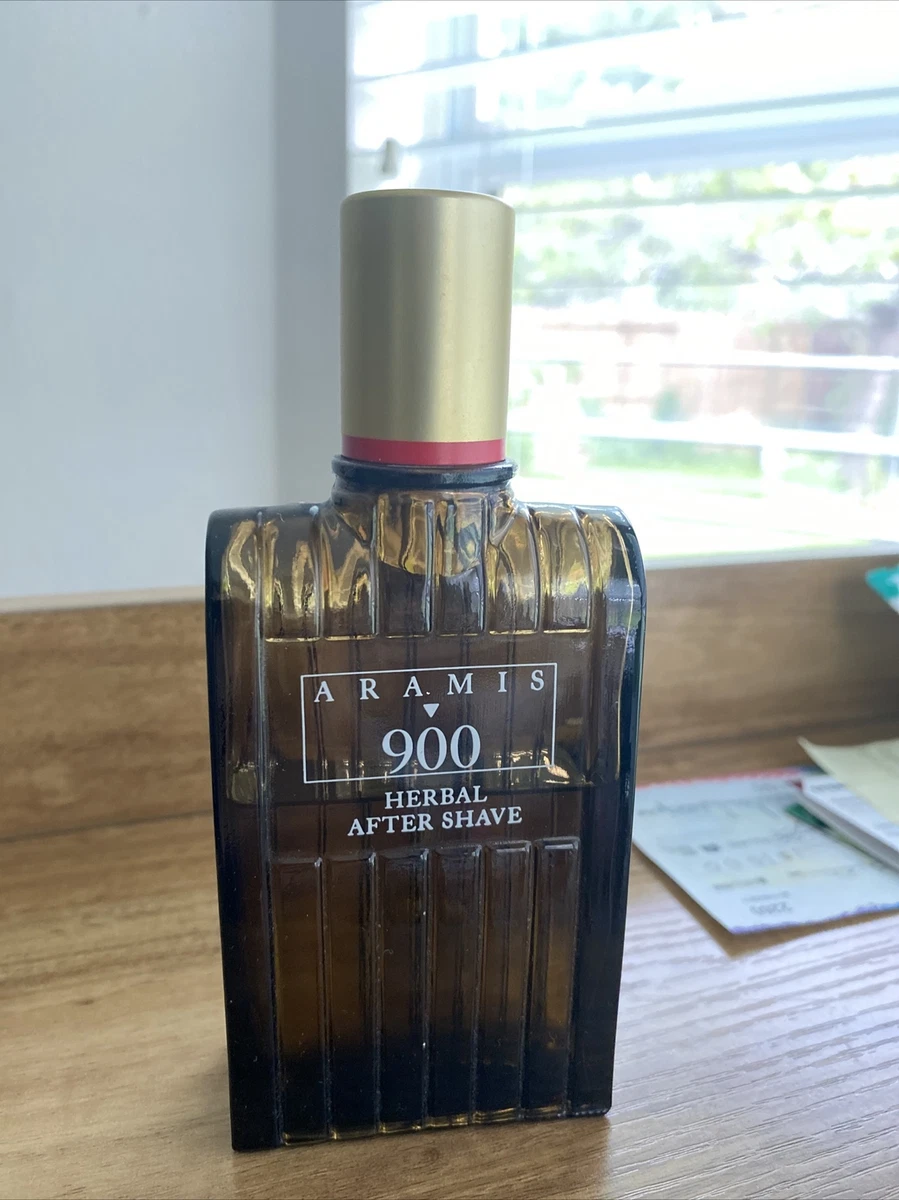 ARAMIS
900
HERBAL
AFTER SHAVE